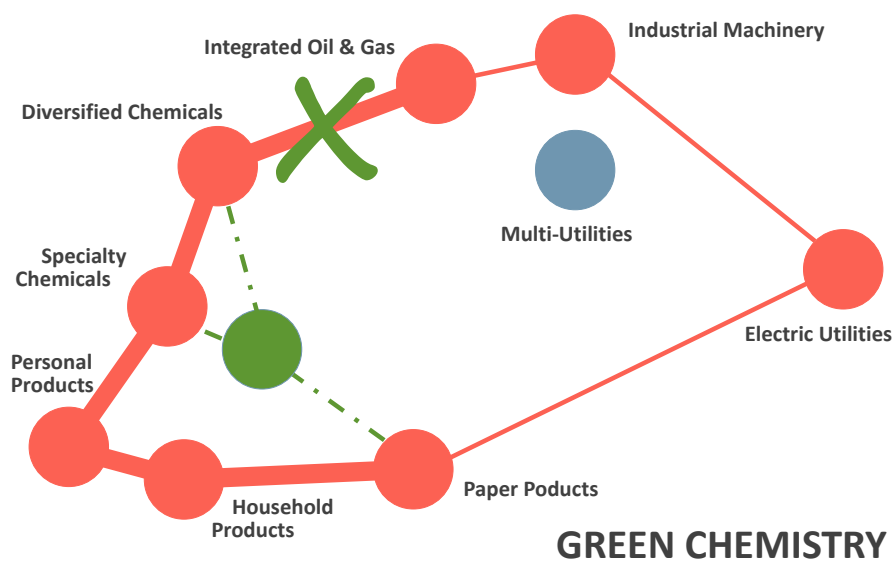 Industrial Machinery
Integrated Oil & Gas
Diversified Chemicals
Multi-Utilities
Specialty
Chemicals
Electric Utilities
Personal
Products
Paper Poducts
Household
Products
GREEN CHEMISTRY